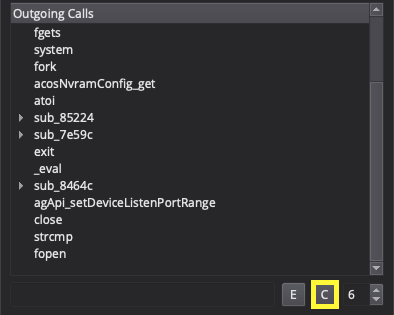 Outgoing Calls
fgets
system
fork
acosNvramConfig_get
atoi
sub_85224
sub_7e59c
exit
_eval
sub_8464c
agApi_setDeviceListenPortRange
close
strcmp
fopen
E C 6